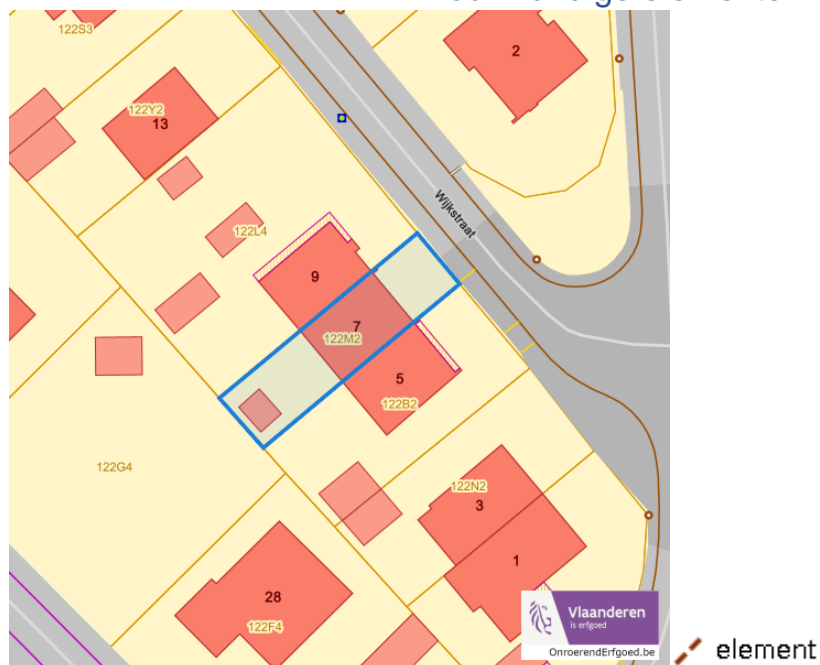 122S3
2
122Y2
13
Wijkstraat
122L4
9
7
122M2
5
122B2
122G4
122N2
3
1
28
122F4
Vlaanderen
is erfgoed
OnroerendErfgoed.be
element